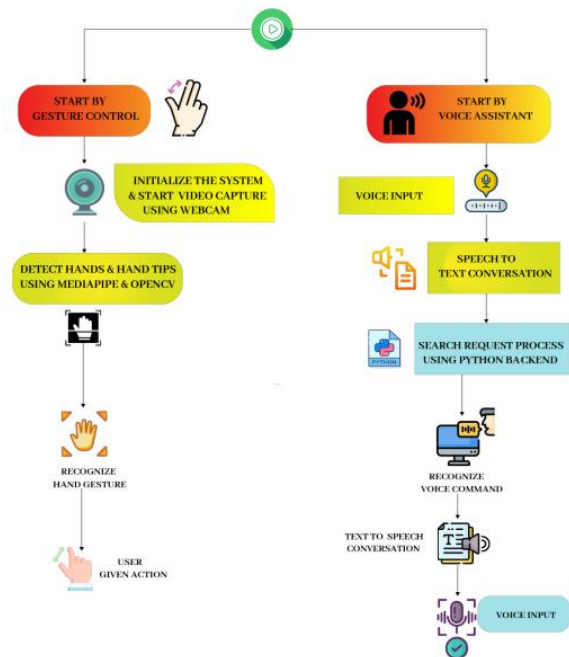 START BY
GESTURE CONTROL
INITIALIZE THE SYSTEM
& START VIDEO CAPTURE
USING WEBCAM
DETECT HANDS & HAND TIPS
USING MEDIAPIPE & OPENCV
RECOGNIZE
HAND GESTURE
USER
GIVEN ACTION
START BY
VOICE ASSISTANT
VOICE INPUT
SPEECH TO
TEXT CONVERSATION
PYTHON
SEARCH REQUEST PROCESS
USING PYTHON BACKEND
RECOGNIZE
VOICE COMMAND
TEXT TO SPEECH
CONVERSATION
T
VOICE INPUT